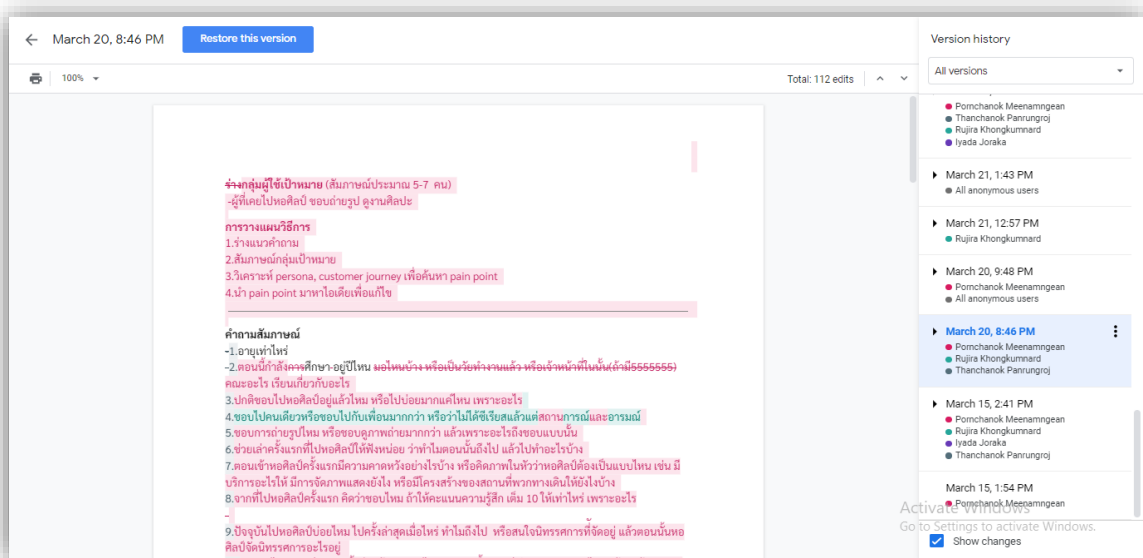 March 20, 8:46 PM
Restore this version
100%
Total: 112 edits
ร่างกลุ่มผู้ใช้เป้าหมาย (สัมภาษณ์ประมาณ 5-7 คน)
-ผู้ที่เคยไปหอศิลป์ ชอบถ่ายรูป ดูงานศิลปะ
การวางแผนวิธีการ
1.ร่างแนวคำถาม
2.สัมภาษณ์กลุ่มเป้าหมาย
3.วิเคราะห์ persona, customer journey เพื่อค้นหา pain point
4.นำ pain point มาหาไอเดียเพื่อแก้ไข
คำถามสัมภาษณ์
-1.อายุเท่าไหร่
-2.ตอนนี้กำลังการศึกษา-อยู่ปีไหน มอไหนบ้าง หรือเป็นวัยทำงานแล้ว หรือเจ้าหน้าที่ในนั้น(ถ้ามี5555555)
คณะอะไร เรียนเกี่ยวกับอะไร
3.ปกติชอบไปหอศิลป์อยู่แล้วไหม หรือไปบ่อยมากแค่ไหน เพราะอะไร
4.ชอบไปคนเดียวหรือชอบไปกับเพื่อนมากกว่า หรือว่าไม่ได้ซีเรียสแล้วแต่สถานการณ์และอารมณ์
5.ชอบการถ่ายรูปไหม หรือชอบดูภาพถ่ายมากกว่า แล้วเพราะอะไรถึงชอบแบบนั้น
6.ช่วยเล่าครั้งแรกที่ไปหอศิลป์ให้ฟังหน่อย ว่าทำไมตอนนั้นถึงไป แล้วไปทำอะไรบ้าง
7.ตอนเข้าหอศิลป์ครั้งแรกมีความคาดหวังอย่างไรบ้าง หรือคิดภาพในหัวว่าหอศิลป์ต้องเป็นแบบไหน เช่น มี
บริการอะไรให้ มีการจัดภาพแสดงยังไง หรือมีโครงสร้างของสถานที่พวกทางเดินให้ยังไงบ้าง
8.จากที่ไปหอศิลป์ครั้งแรก คิดว่าชอบไหม ถ้าให้คะแนนความรู้สึก เต็ม 10 ให้เท่าไหร่ เพราะอะไร
-
9.ปัจจุบันไปหอศิลป์บ่อยไหม ไปครั้งล่าสุดเมื่อไหร่ ทำไมถึงไป หรือสนใจนิทรรศการที่จัดอยู่ แล้วตอนนั้นหอ
ศิลป์จัดนิทรรศการอะไรอยู่
Version history
All versions
Pornchanok Meenamngean
Thanchanok Panrungroj
Rujira Khongkumnard
Iyada Joraka
March 21, 1:43 PM
All anonymous users
March 21, 12:57 PM
Rujira Khongkumnard
March 20, 9:48 PM
Pornchanok Meenamngean
All anonymous users
March 20, 8:46 PM
Pornchanok Meenamngean
Rujira Khongkumnard
Thanchanok Panrungroj
March 15, 2:41 PM
Pornchanok Meenamngean
Rujira Khongkumnard
Iyada Joraka
Thanchanok Panrungroj
March 15, 1:54 PM
Pornchanok Meenamngean
Activate Windows
Go to Settings to activate Windows.
Show changes